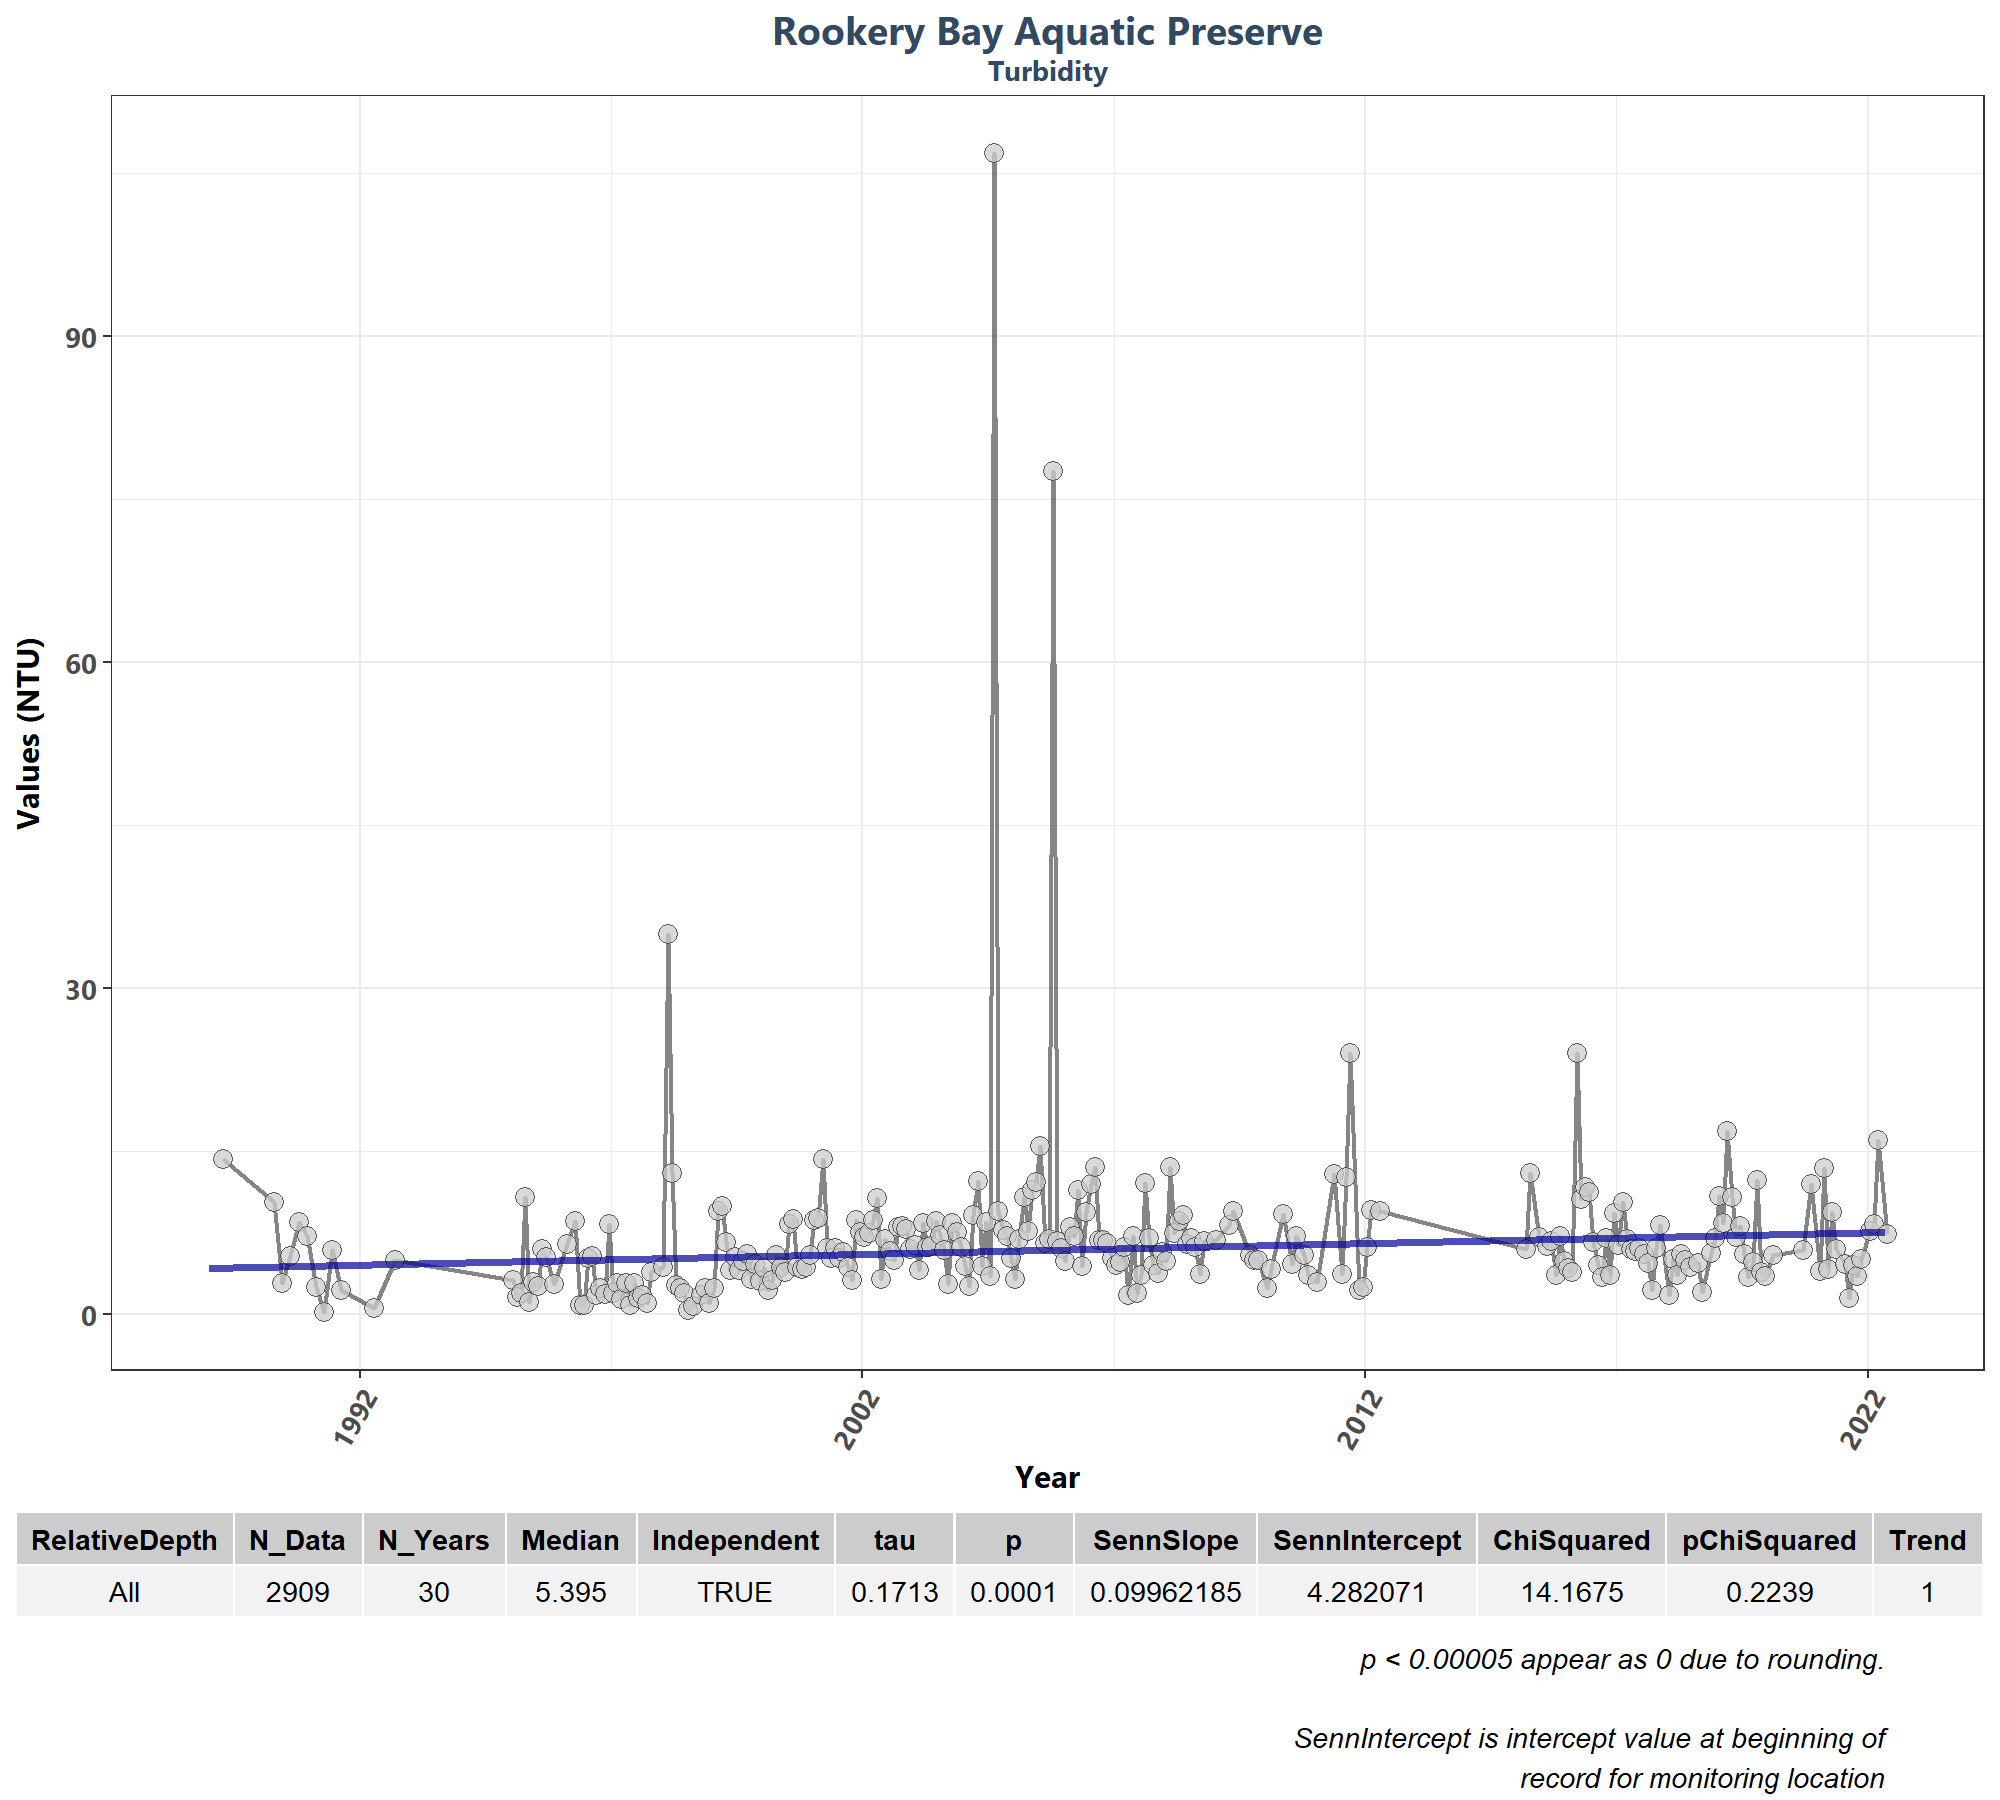 Rookery Bay Aquatic Preserve
Turbidity
Values (NTU)
90
60
30
0
1992 2002 2012 2022
Year
RelativeDepth N_Data N_Years Median Independent tau p SennSlope SennIntercept ChiSquared pChiSquared Trend
All 2909 30 5.395 TRUE 0.1713 0.0001 0.09962185 4.282071 14.1675 0.2239 1
p < 0.00005 appear as 0 due to rounding.
SennIntercept is intercept value at beginning of
record for monitoring location